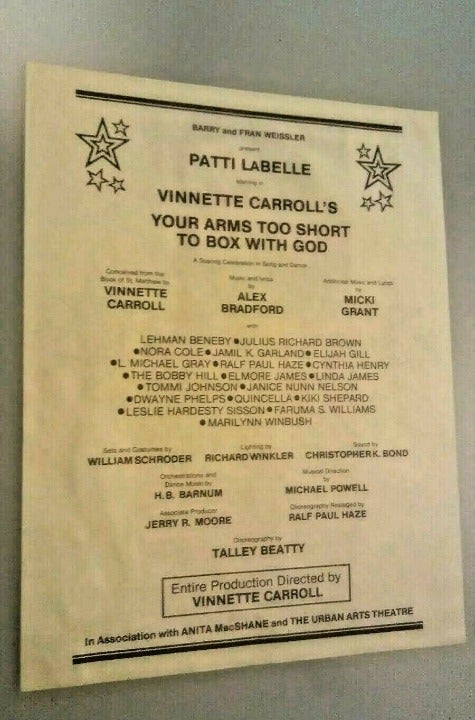 BARRY and FRAN WEISSLER
present
PATTI LABELLE
starring in
VINNETTE CARROLL'S
YOUR ARMS TOO SHORT
TO BOX WITH GOD
A Soaring Celebration in Song and Dance
Conceived from the
Book of St. Matthew by
VINNETTE
CARROLL
Music and lyrics
by
ALEX
BRADFORD
Additional Music and Lyrics
by
MICKI
GRANT
with
LEHMAN BENEBY ● JULIUS RICHARD BROWN
● NORA COLE ● JAMIL K. GARLAND ● ELIJAH GILL
● L. MICHAEL GRAY ● RALF PAUL HAZE ● CYNTHIA HENRY
● THE BOBBY HILL ● ELMORE JAMES ● LINDA JAMES
● TOMMI JOHNSON ● JANICE NUNN NELSON
● DWAYNE PHELPS ● QUINCELLA ● KIKI SHEPARD
● LESLIE HARDESTY SISSON ● FARUMA S. WILLIAMS
● MARILYNN WINBUSH
Sets and Costumes by
WILLIAM SCHRODER
Lighting by
RICHARD WINKLER
Sound by
CHRISTOPHER K. BOND
Orchestrations and
Dance Music by
H.B. BARNUM
Musical Direction
by
MICHAEL POWELL
Associate Producer
JERRY R. MOORE
Choreography Restaged by
RALF PAUL HAZE
Choreography by
TALLEY BEATTY
Entire Production Directed by
VINNETTE CARROLL
In Association with ANITA MacSHANE and THE URBAN ARTS THEATRE